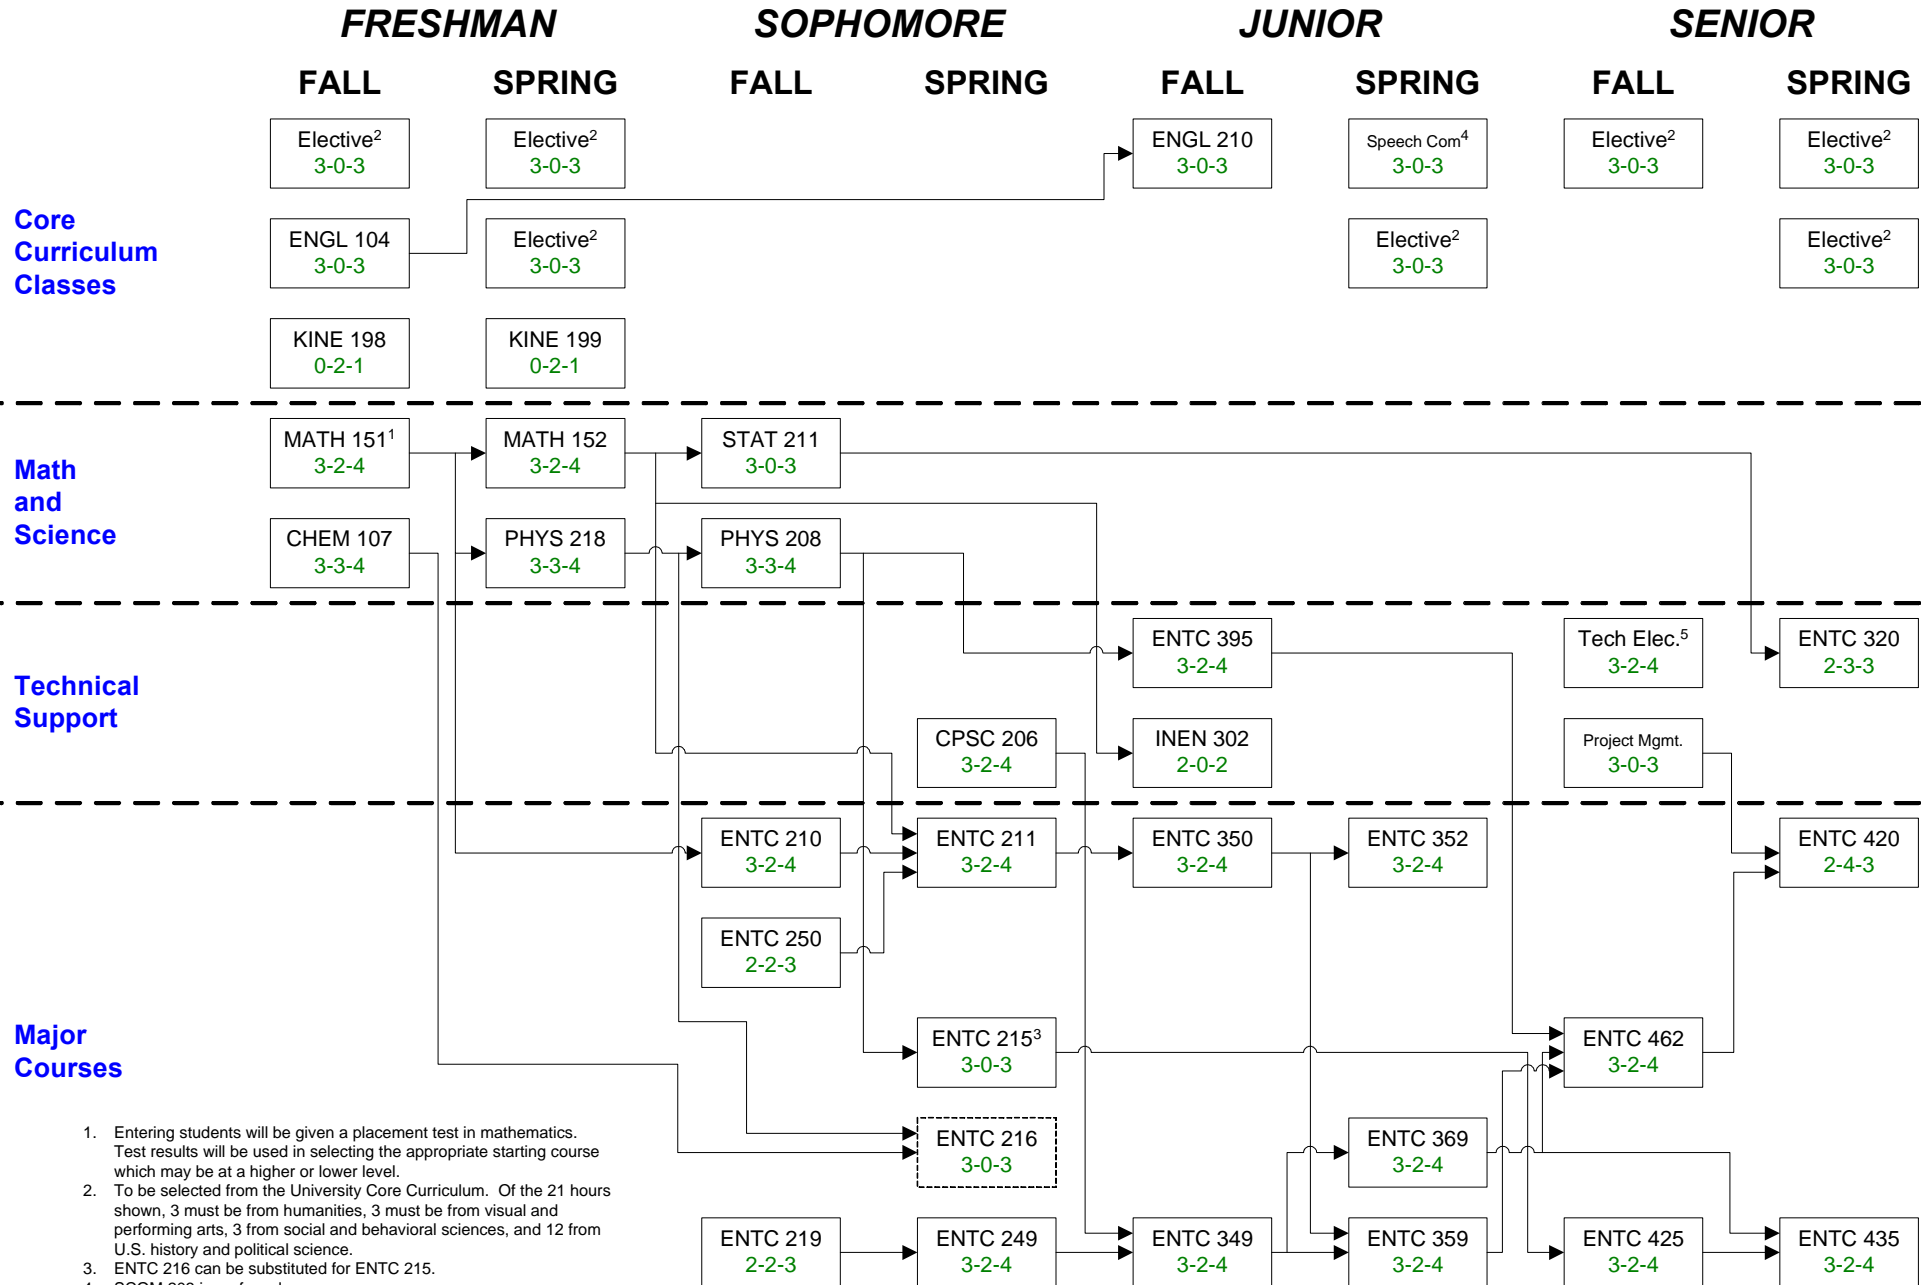 FRESHMAN SOPHOMORE JUNIOR SENIOR
FALL SPRING FALL SPRING FALL SPRING FALL SPRING
Core
Curriculum
Classes
Elective2
3-0-3
Elective2
3-0-3
ENGL 210
3-0-3
Speech Com4
3-0-3
Elective2
3-0-3
Elective2
3-0-3
ENGL 104
3-0-3
Elective2
3-0-3
Elective2
3-0-3
Elective2
3-0-3
KINE 198
0-2-1
KINE 199
0-2-1
Math
and
Science
MATH 1511
3-2-4
MATH 152
3-2-4
STAT 211
3-0-3
CHEM 107
3-3-4
PHYS 218
3-3-4
PHYS 208
3-3-4
Technical
Support
ENTC 395
3-2-4
Tech Elec.5
3-2-4
ENTC 320
2-3-3
CPSC 206
3-2-4
INEN 302
2-0-2
Project Mgmt.
3-0-3
Major
Courses
ENTC 210
3-2-4
ENTC 211
3-2-4
ENTC 350
3-2-4
ENTC 352
3-2-4
ENTC 420
2-4-3
ENTC 250
2-2-3
ENTC 2153
3-0-3
ENTC 462
3-2-4
ENTC 216
3-0-3
ENTC 369
3-2-4
ENTC 219
2-2-3
ENTC 249
3-2-4
ENTC 349
3-2-4
ENTC 359
3-2-4
ENTC 425
3-2-4
ENTC 435
3-2-4
1. Entering students will be given a placement test in mathematics.
Test results will be used in selecting the appropriate starting course
which may be at a higher or lower level.
2. To be selected from the University Core Curriculum. Of the 21 hours
shown, 3 must be from humanities, 3 must be from visual and
performing arts, 3 from social and behavioral sciences, and 12 from
U.S. history and political science.
3. ENTC 216 can be substituted for ENTC 215.